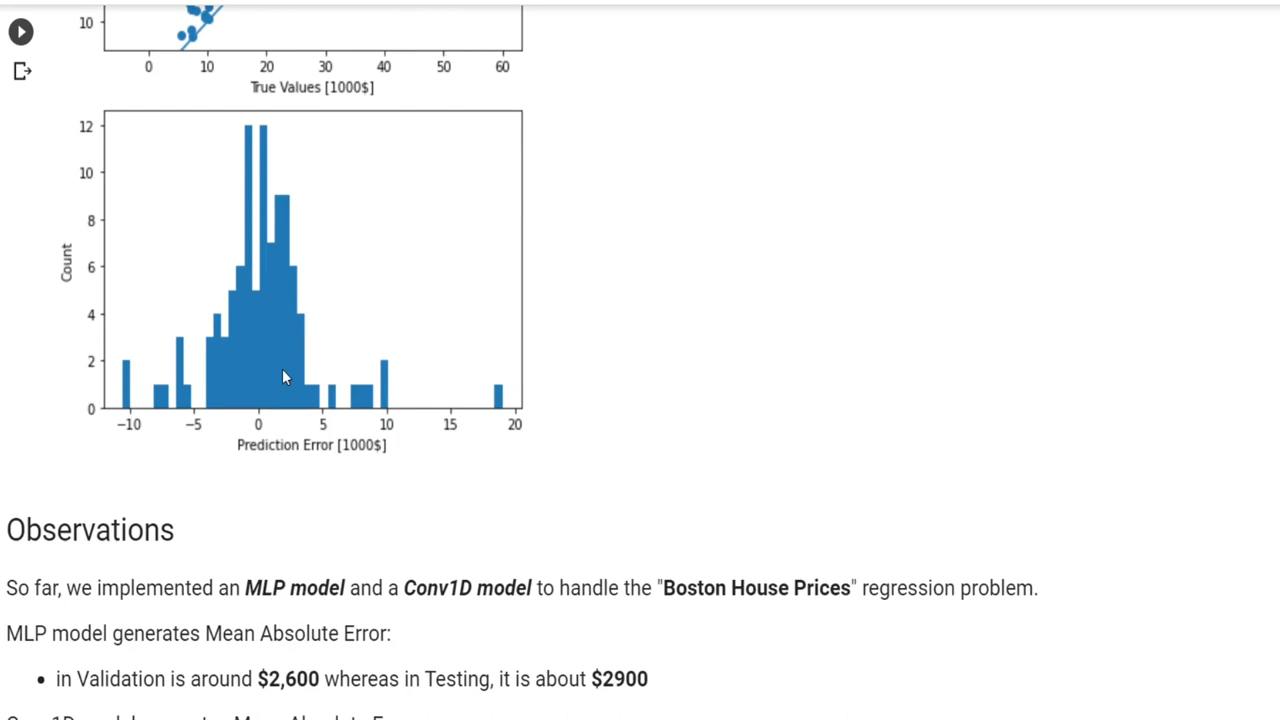 10
0 10 20 30 40 50 60
True Values [1000$]
12
10
8
6
4
2
0
Count
−10 −5 0 5 10 15 20
Prediction Error [1000$]
Observations
So far, we implemented an MLP model and a Conv1D model to handle the "Boston House Prices" regression problem.
MLP model generates Mean Absolute Error:
• in Validation is around $2,600 whereas in Testing, it is about $2900